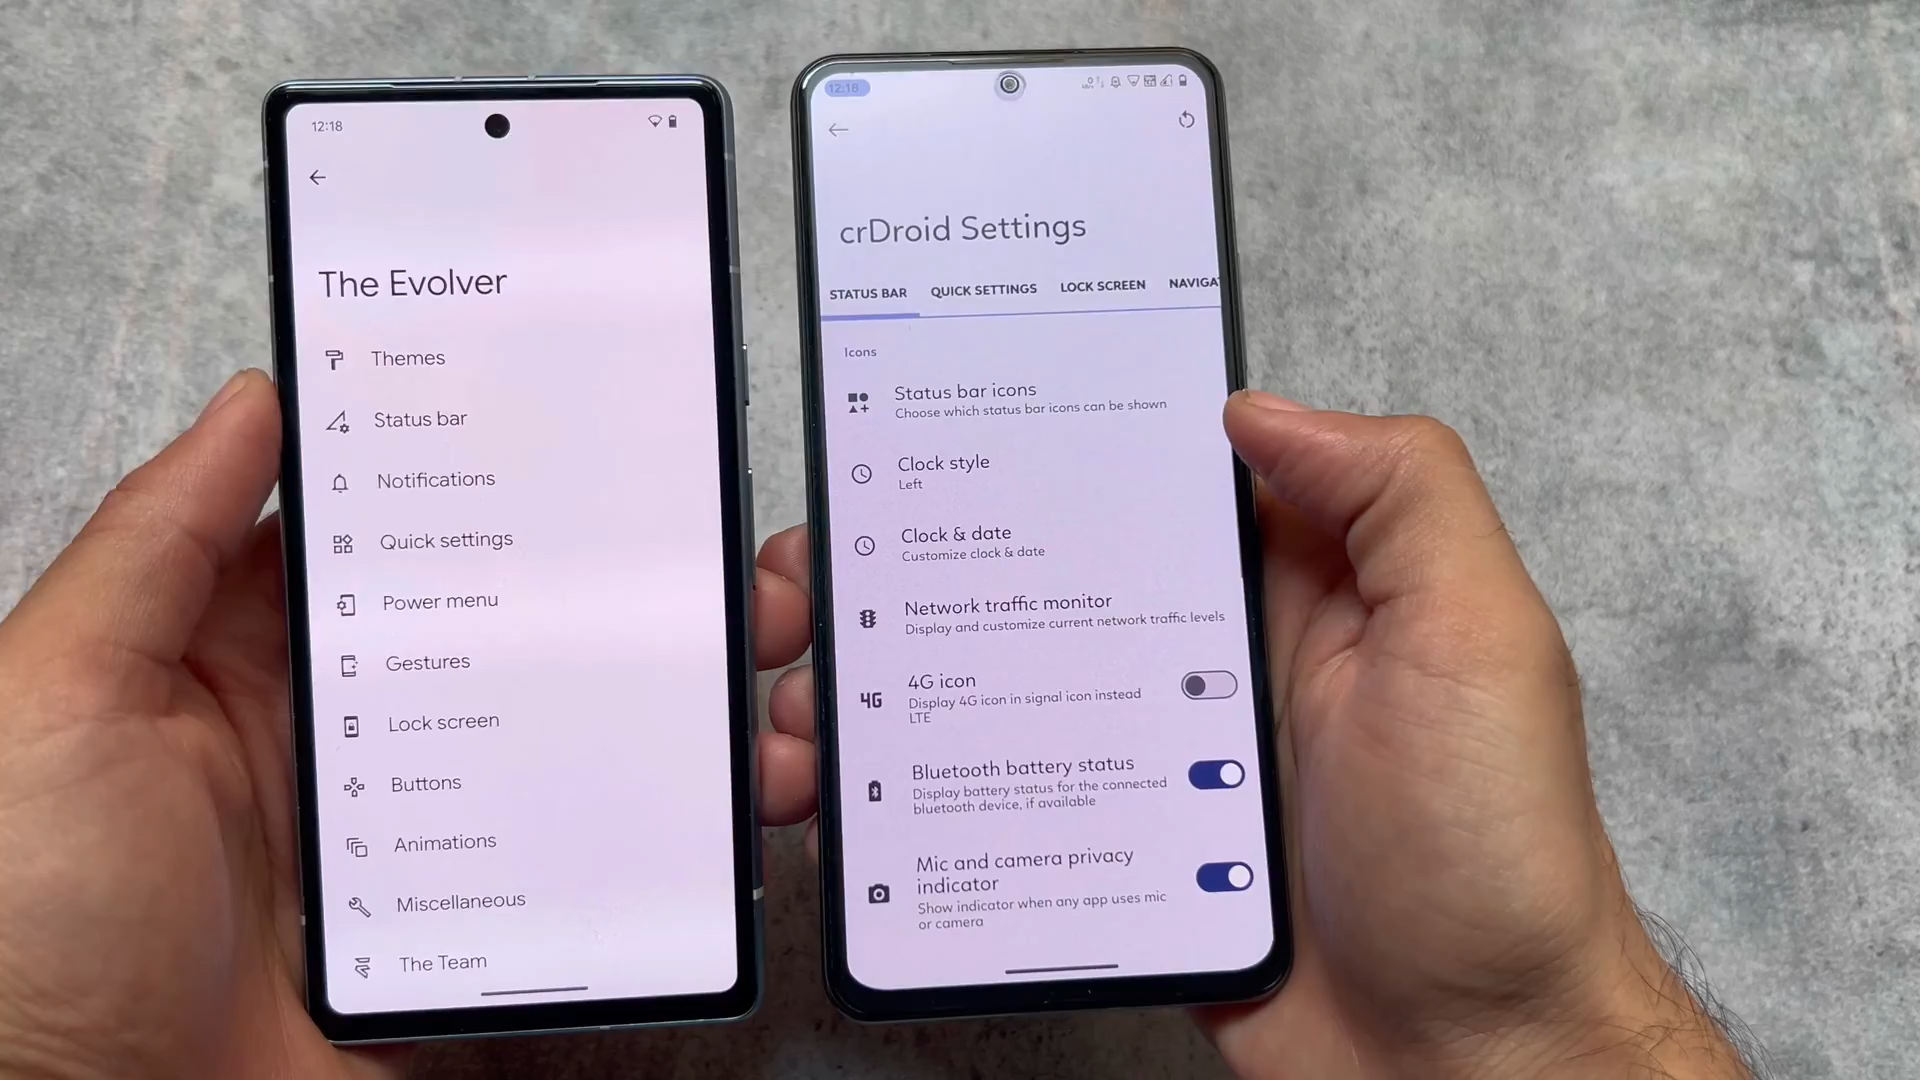 12:18
The Evolver
Themes
Status bar
Notifications
Quick settings
Power menu
Gestures
Lock screen
Buttons
Animations
Miscellaneous
The Team
12:18
crDroid Settings
STATUS BAR QUICK SETTINGS LOCK SCREEN NAVIGA
Icons
Status bar icons
Choose which status bar icons can be shown
Clock style
Left
Clock & date
Customize clock & date
Network traffic monitor
Display and customize current network traffic levels
4G
4G icon
Display 4G icon in signal icon instead
LTE
Bluetooth battery status
Display battery status for the connected
bluetooth device, if available
Mic and camera privacy
indicator
Show indicator when any app uses mic
or camera